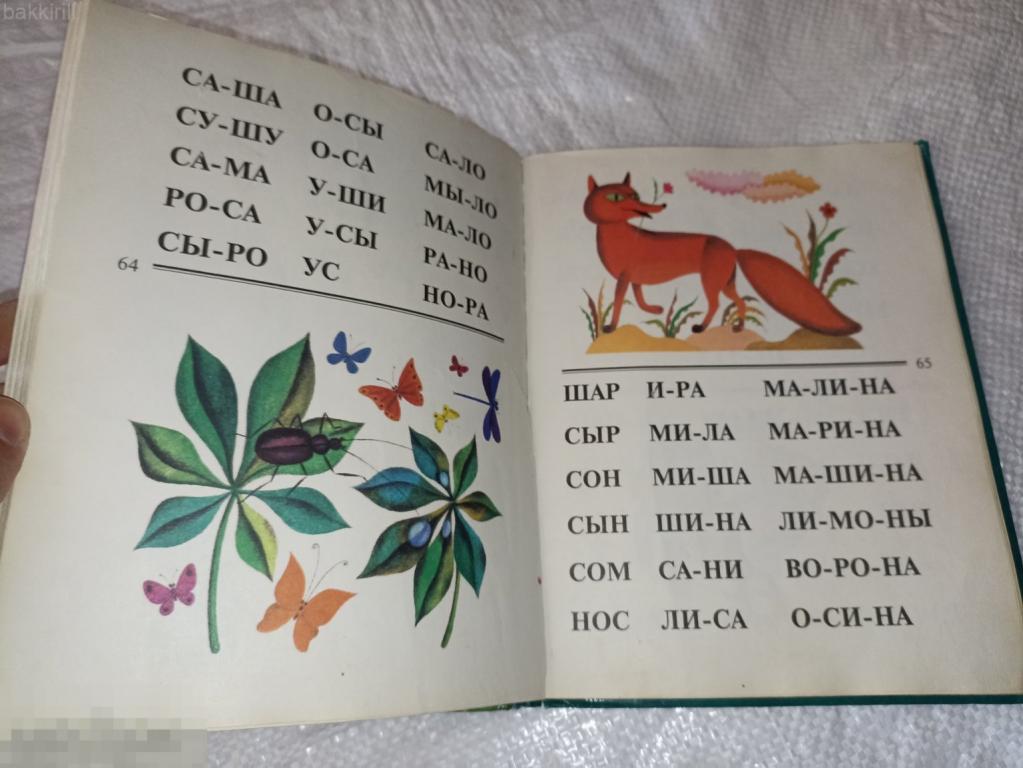 bakkirill
СА-ША О-СЫ СА-ЛО
СУ-ШУ О-СА МЫ-ЛО
СА-МА У-ШИ МА-ЛО
РО-СА У-СЫ РА-НО
СЫ-РО УС НО-РА
64
65
ШАР И-РА МА-ЛИ-НА
СЫР МИ-ЛА МА-РИ-НА
СОН МИ-ША МА-ШИ-НА
СЫН ШИ-НА ЛИ-МО-НЫ
СОМ СА-НИ ВО-РО-НА
НОС ЛИ-СА О-СИ-НА